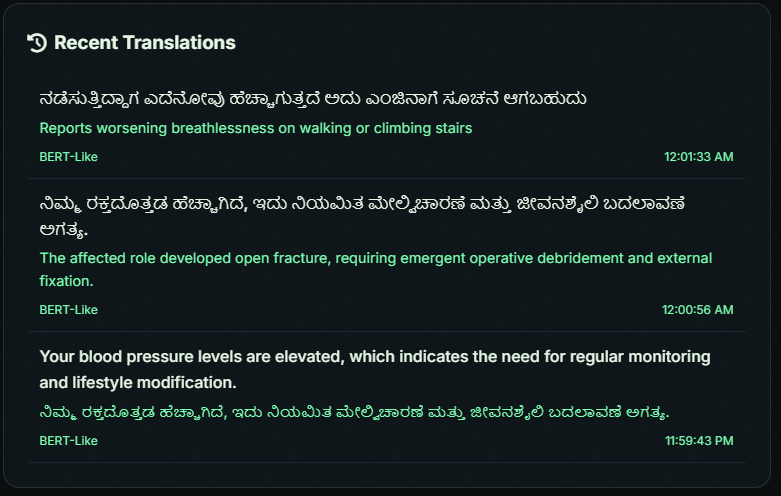 Recent Translations
ನಡೆಸುತ್ತಿದ್ದಾಗ ಎದೆನೋವು ಹೆಚ್ಚಾಗುತ್ತದೆ ಅದು ಎಂಜಿನಾಗೆ ಸೂಚನೆ ಆಗಬಹುದು
Reports worsening breathlessness on walking or climbing stairs
BERT-Like 12:01:33 AM
ನಿಮ್ಮ ರಕ್ತದೊತ್ತಡ ಹೆಚ್ಚಾಗಿದೆ, ಇದು ನಿಯಮಿತ ಮೇಲ್ವಿಚಾರಣೆ ಮತ್ತು ಜೀವನಶೈಲಿ ಬದಲಾವಣೆ
ಅಗತ್ಯ.
The affected role developed open fracture, requiring emergent operative debridement and external
fixation.
BERT-Like 12:00:56 AM
Your blood pressure levels are elevated, which indicates the need for regular monitoring
and lifestyle modification.
ನಿಮ್ಮ ರಕ್ತದೊತ್ತಡ ಹೆಚ್ಚಾಗಿದೆ, ಇದು ನಿಯಮಿತ ಮೇಲ್ವಿಚಾರಣೆ ಮತ್ತು ಜೀವನಶೈಲಿ ಬದಲಾವಣೆ ಅಗತ್ಯ.
BERT-Like 11:59:43 PM